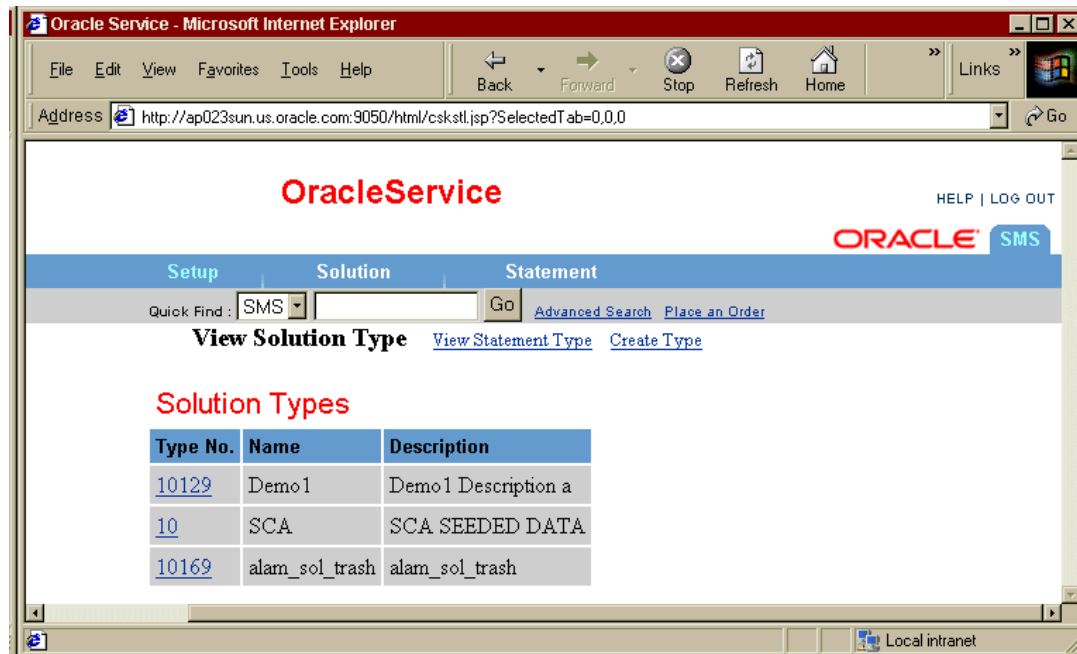 Oracle Service - Microsoft Internet Explorer
File Edit View Favorites Tools Help
Back Forward Stop Refresh Home » Links »
Address http://ap023sun.us.oracle.com:9050/html/cskstl.jsp?SelectedTab=0,0,0 Go
OracleService
HELP | LOG OUT
ORACLE SMS
Setup Solution Statement
Quick Find : SMS Go Advanced Search Place an Order
View Solution Type View Statement Type Create Type
Solution Types
Type No. Name Description
10129 Demo1 Demo1 Description a
10 SCA SCA SEEDED DATA
10169 alam_sol_trash alam_sol_trash
Local intranet